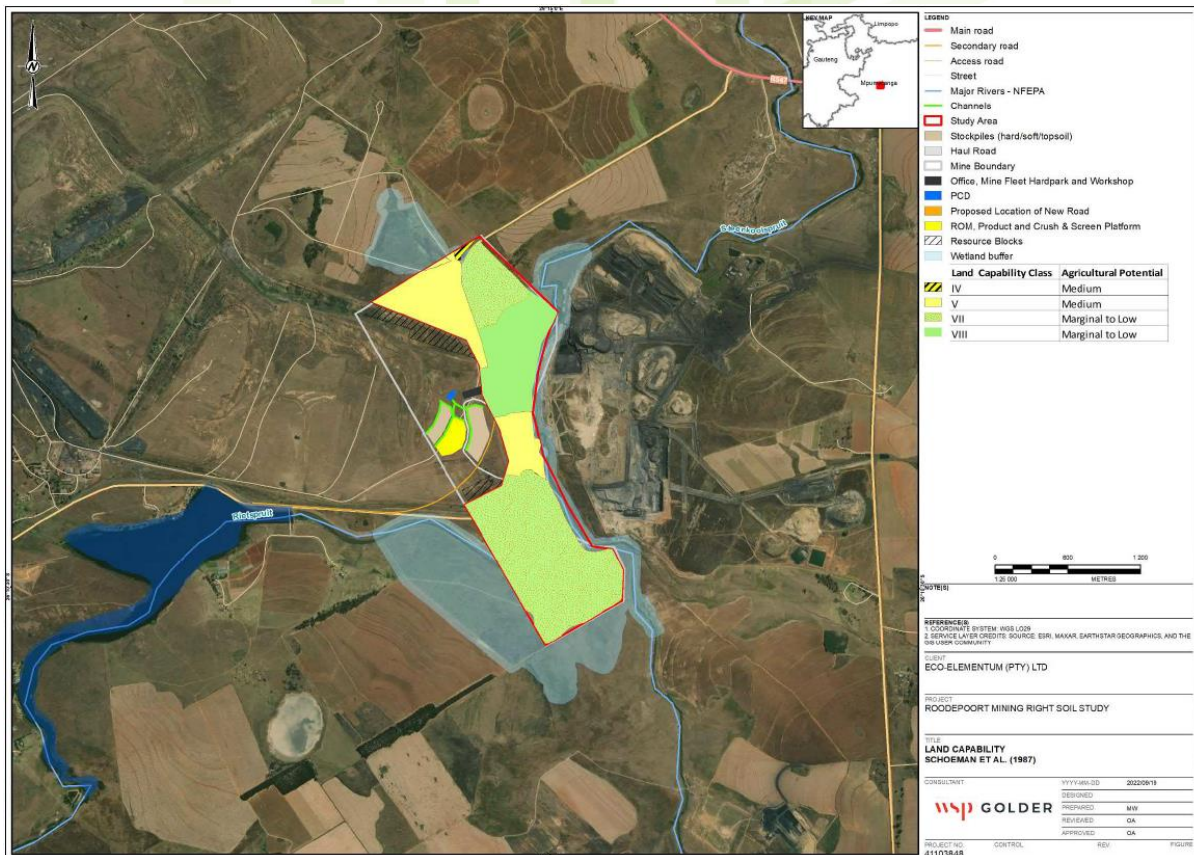 KEY MAP
Limpopo
Gauteng
Mpumalanga
N
Steenkoolspruit
Rietspruit
LEGEND
Main road
Secondary road
Access road
Street
Major Rivers - NFEPA
Channels
Study Area
Stockpiles (hard/soft/topsoil)
Haul Road
Mine Boundary
Office, Mine Fleet Hardpark and Workshop
PCD
Proposed Location of New Road
ROM, Product and Crush & Screen Platform
Resource Blocks
Wetland buffer
Land Capability Class Agricultural Potential
IV Medium
V Medium
VII Marginal to Low
VIII Marginal to Low
0 600 1 200
1:25 000 METRES
NOTE(S)
REFERENCE(S)
1. COORDINATE SYSTEM: WGS LO29
2. SERVICE LAYER CREDITS: SOURCE: ESRI, MAXAR, EARTHSTAR GEOGRAPHICS, AND THE
GIS USER COMMUNITY
CLIENT
ECO-ELEMENTUM (PTY) LTD
PROJECT
ROODEPOORT MINING RIGHT SOIL STUDY
TITLE
LAND CAPABILITY
SCHOEMAN ET AL. (1987)
CONSULTANT
wsp GOLDER
YYYY-MM-DD 2022/09/19
DESIGNED
PREPARED MW
REVIEWED OA
APPROVED OA
PROJECT NO. CONTROL REV FIGURE
41103848